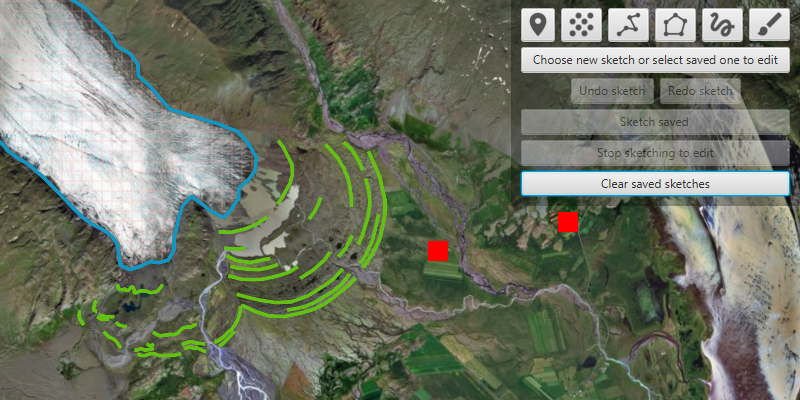 Choose new sketch or select saved one to edit
Undo sketch Redo sketch
Sketch saved
Stop sketching to edit
Clear saved sketches